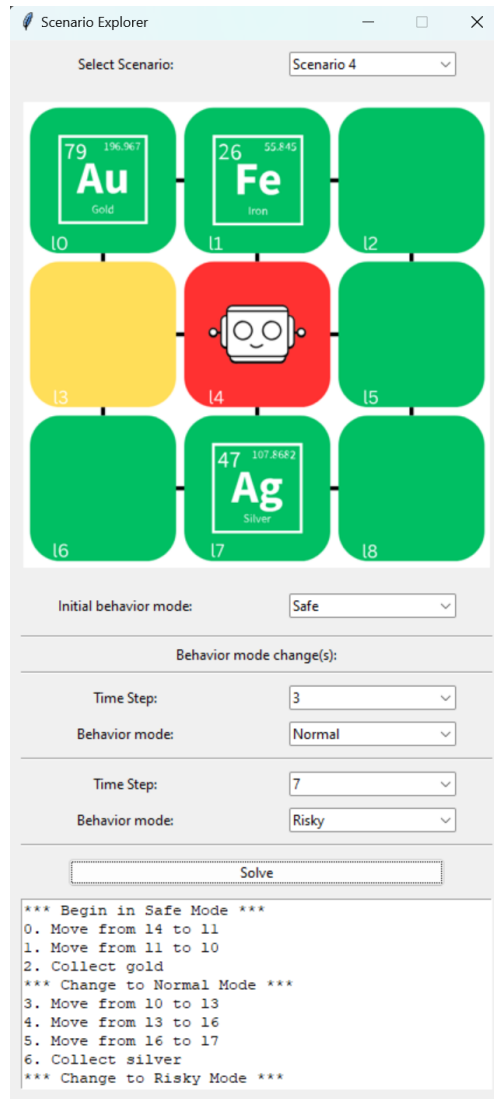 Scenario Explorer
Select Scenario: Scenario 4
79 196.967 26 55.845
Au Fe
Gold Iron
l0 l1 l2
l3 l4 l5
47 107.8682
Ag
Silver
l6 l7 l8
Initial behavior mode: Safe
Behavior mode change(s):
Time Step: 3
Behavior mode: Normal
Time Step: 7
Behavior mode: Risky
Solve
*** Begin in Safe Mode ***
0. Move from l4 to l1
1. Move from l1 to l0
2. Collect gold
*** Change to Normal Mode ***
3. Move from l0 to l3
4. Move from l3 to l6
5. Move from l6 to l7
6. Collect silver
*** Change to Risky Mode ***